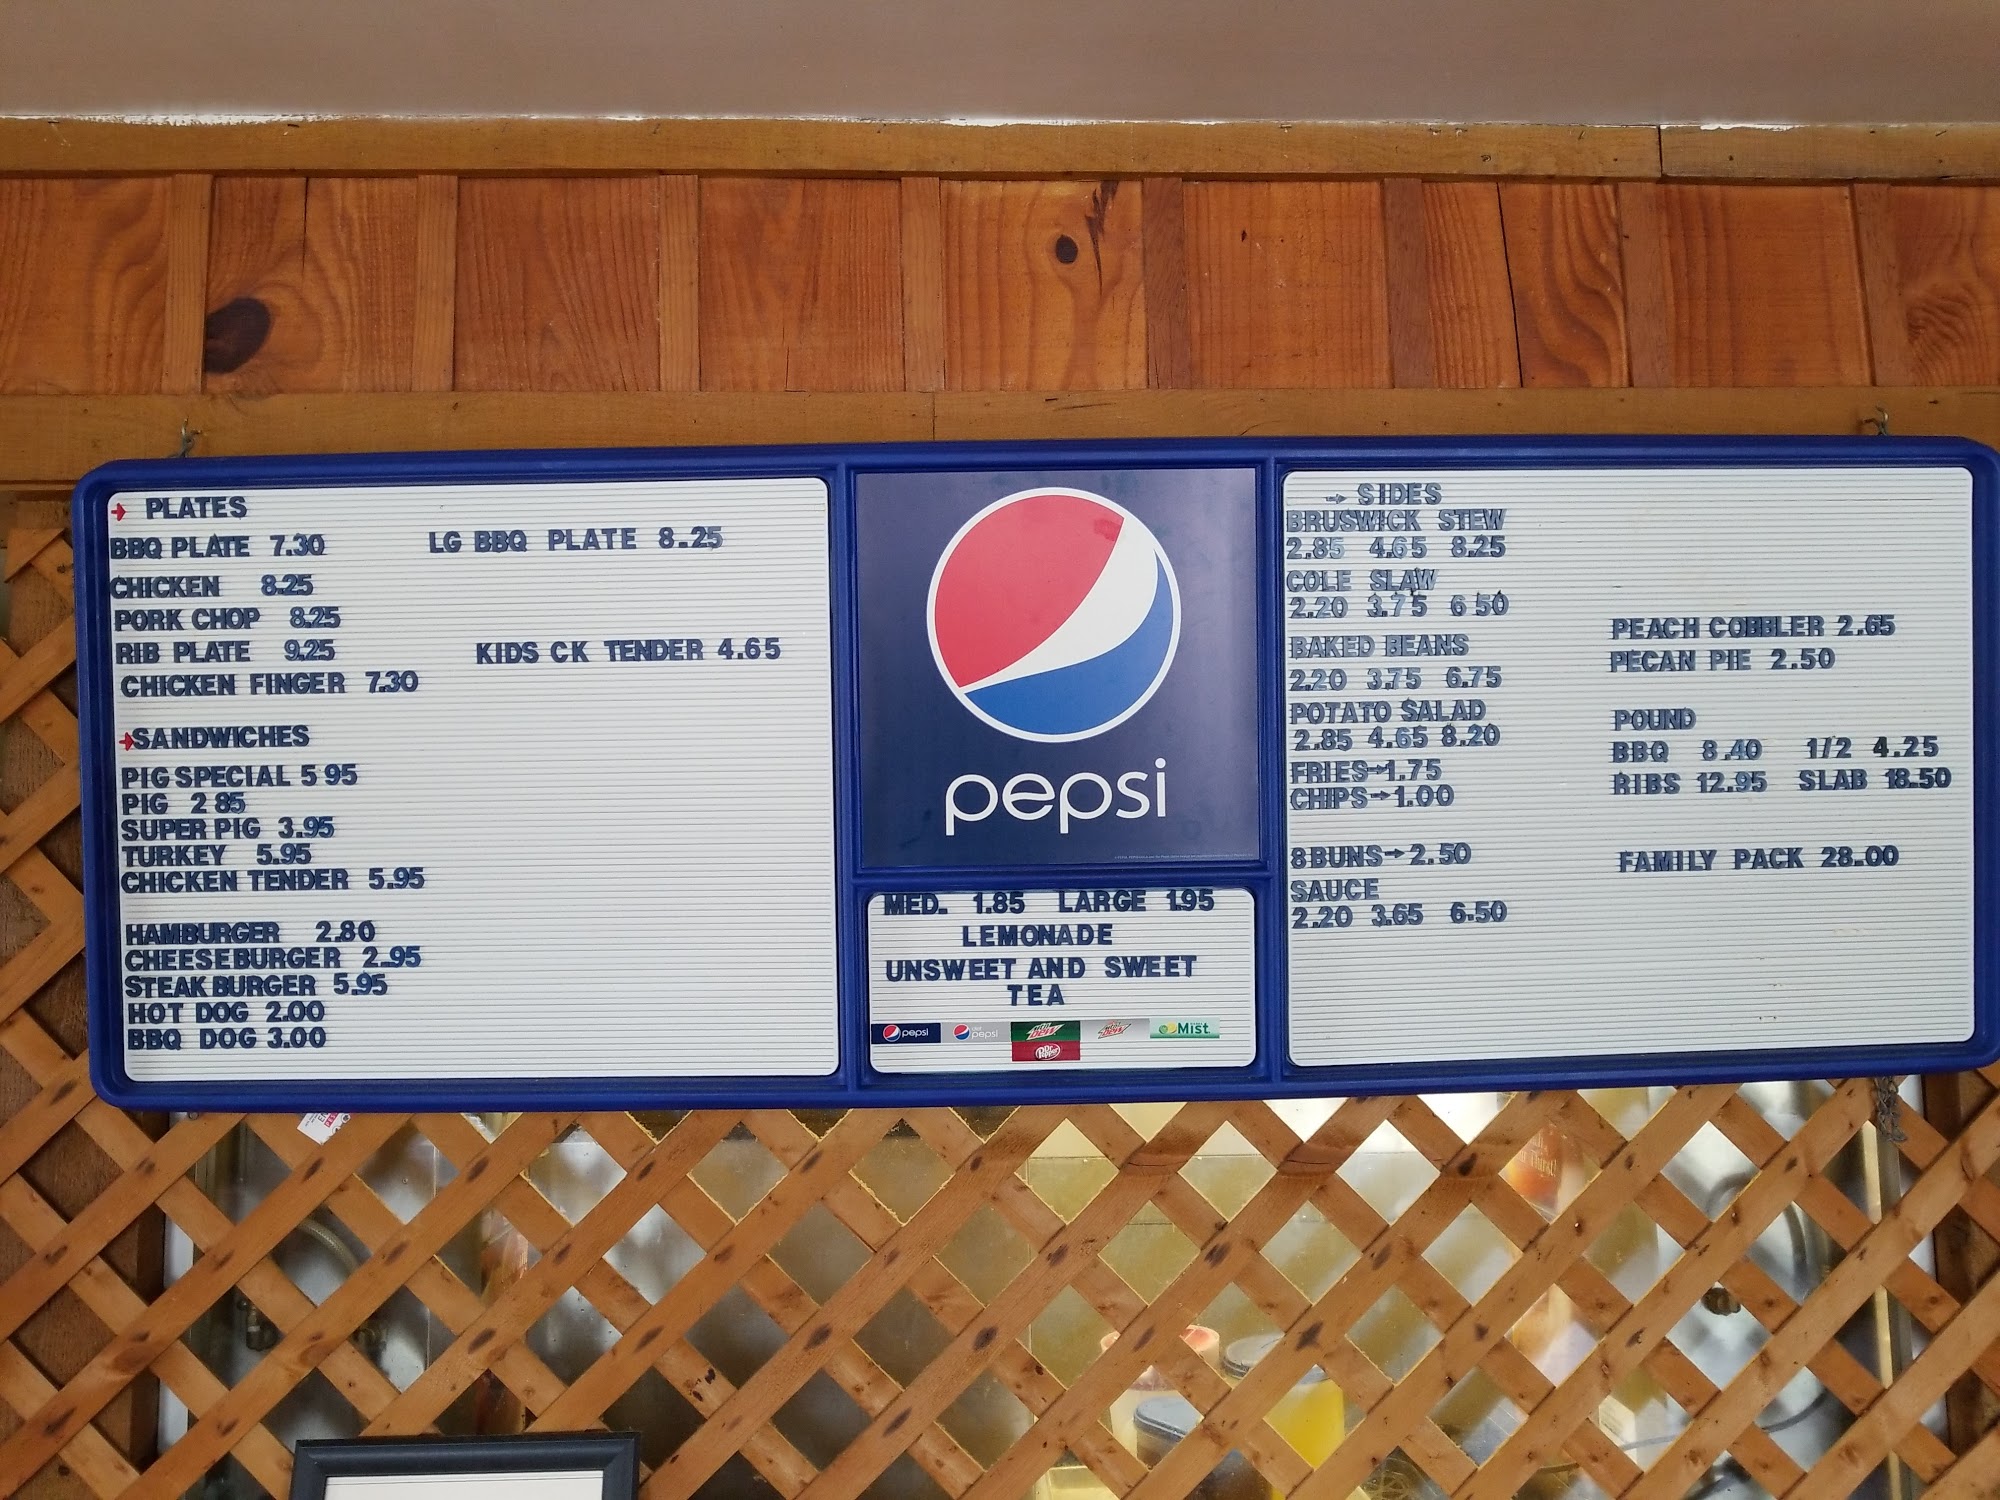 → PLATES
BBQ PLATE 7.30 LG BBQ PLATE 8.25
CHICKEN 8.25
PORK CHOP 8.25
RIB PLATE 9.25 KIDS CK TENDER 4.65
CHICKEN FINGER 7.30
→SANDWICHES
PIG SPECIAL 5 95
PIG 2 85
SUPER PIG 3.95
TURKEY 5.95
CHICKEN TENDER 5.95
HAMBURGER 2.80
CHEESEBURGER 2.95
STEAK BURGER 5.95
HOT DOG 2.00
BBQ DOG 3.00
pepsi
MED. 1.85 LARGE 1.95
LEMONADE
UNSWEET AND SWEET
TEA
pepsi pepsi Mist
Dr Pepper
→ SIDES
BRUSWICK STEW
2.85 4.65 8.25
COLE SLAW
2.20 3.75 6 50
BAKED BEANS
2.20 3.75 6.75
POTATO SALAD
2.85 4.65 8.20
FRIES→1.75
CHIPS→1.00
8 BUNS→2.50
SAUCE
2.20 3.65 6.50
PEACH COBBLER 2.65
PECAN PIE 2.50
POUND
BBQ 8.40 1/2 4.25
RIBS 12.95 SLAB 18.50
FAMILY PACK 28.00